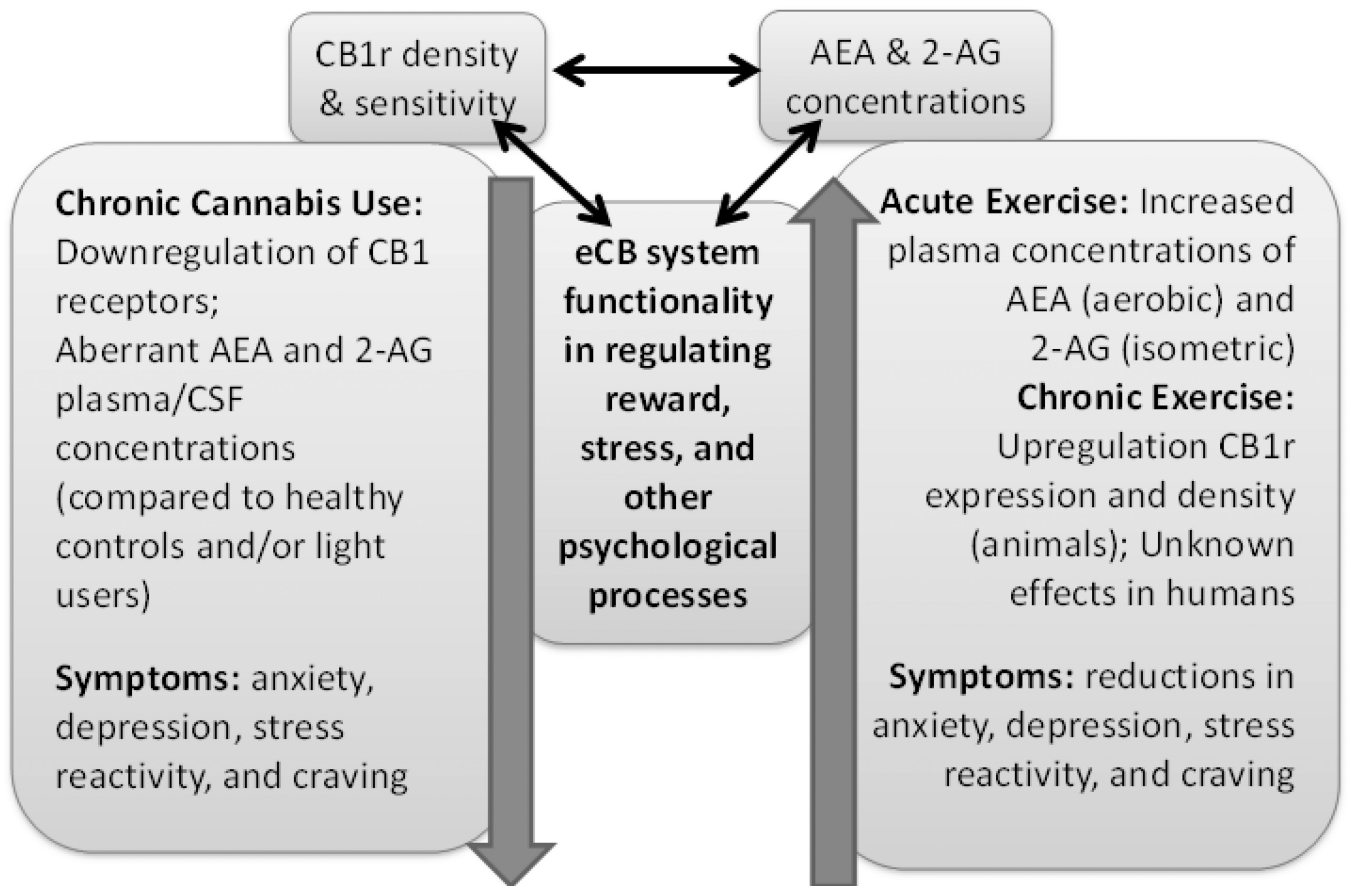 CB1r density
& sensitivity
AEA & 2-AG
concentrations
Chronic Cannabis Use:
Downregulation of CB1
receptors;
Aberrant AEA and 2-AG
plasma/CSF
concentrations
(compared to healthy
controls and/or light
users)
Symptoms: anxiety,
depression, stress
reactivity, and craving
eCB system
functionality
in regulating
reward,
stress, and
other
psychological
processes
Acute Exercise: Increased
plasma concentrations of
AEA (aerobic) and
2-AG (isometric)
Chronic Exercise:
Upregulation CB1r
expression and density
(animals); Unknown
effects in humans
Symptoms: reductions in
anxiety, depression, stress
reactivity, and craving